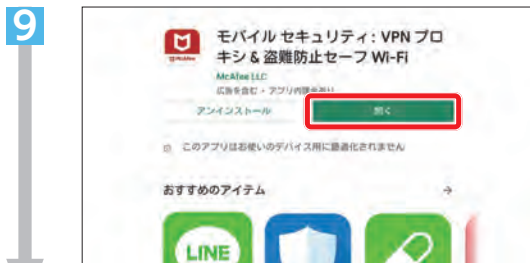 9
モバイル セキュリティ: VPN プロ
キシ & 盗難防止セーフ Wi-Fi
McAfee
McAfee LLC
広告を含む・アプリ内課金あり
アンインストール
開く
このアプリはお使いのデバイス用に最適化されません
おすすめのアイテム
LINE